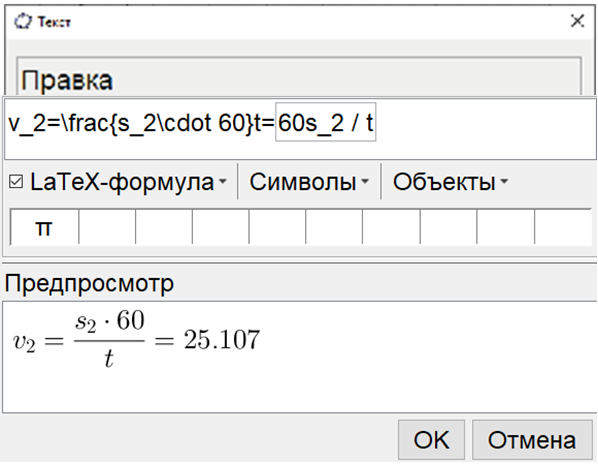 Текст
Правка
v_2=\frac{s_2\cdot 60}t=60s_2 / t
LaTeX-формула Символы Объекты
π
Предпросмотр
v₂ = s₂ · 60 / t = 25.107
OK Отмена